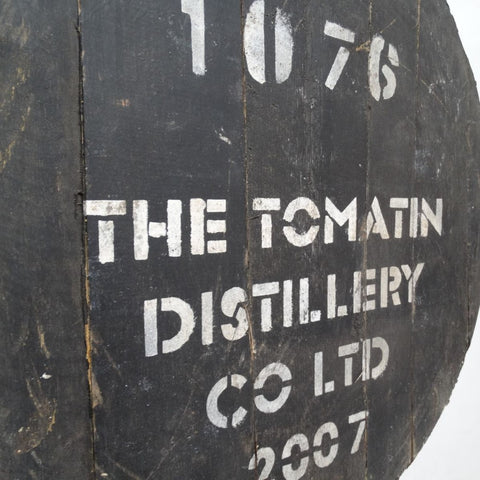 1076
THE TOMATIN
DISTILLERY
CO LTD
2007